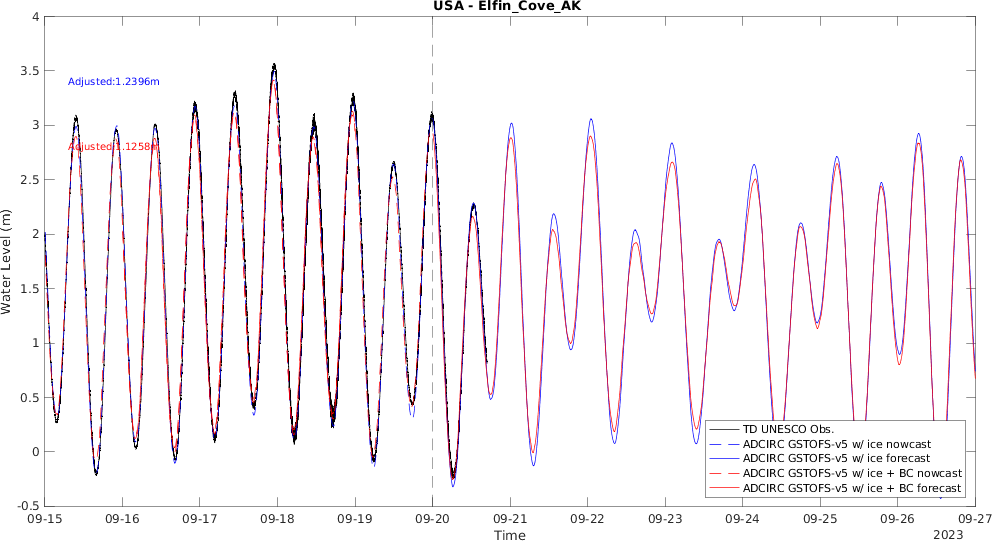 USA - Elfin_Cove_AK
4
3.5
3
2.5
2
1.5
1
0.5
0
-0.5
Water Level (m)
Adjusted:1.2396m
Adjusted:1.1258m
TD UNESCO Obs.
ADCIRC GSTOFS-v5 w/ ice nowcast
ADCIRC GSTOFS-v5 w/ ice forecast
ADCIRC GSTOFS-v5 w/ ice + BC nowcast
ADCIRC GSTOFS-v5 w/ ice + BC forecast
09-15 09-16 09-17 09-18 09-19 09-20 09-21 09-22 09-23 09-24 09-25 09-26 09-27
Time
2023